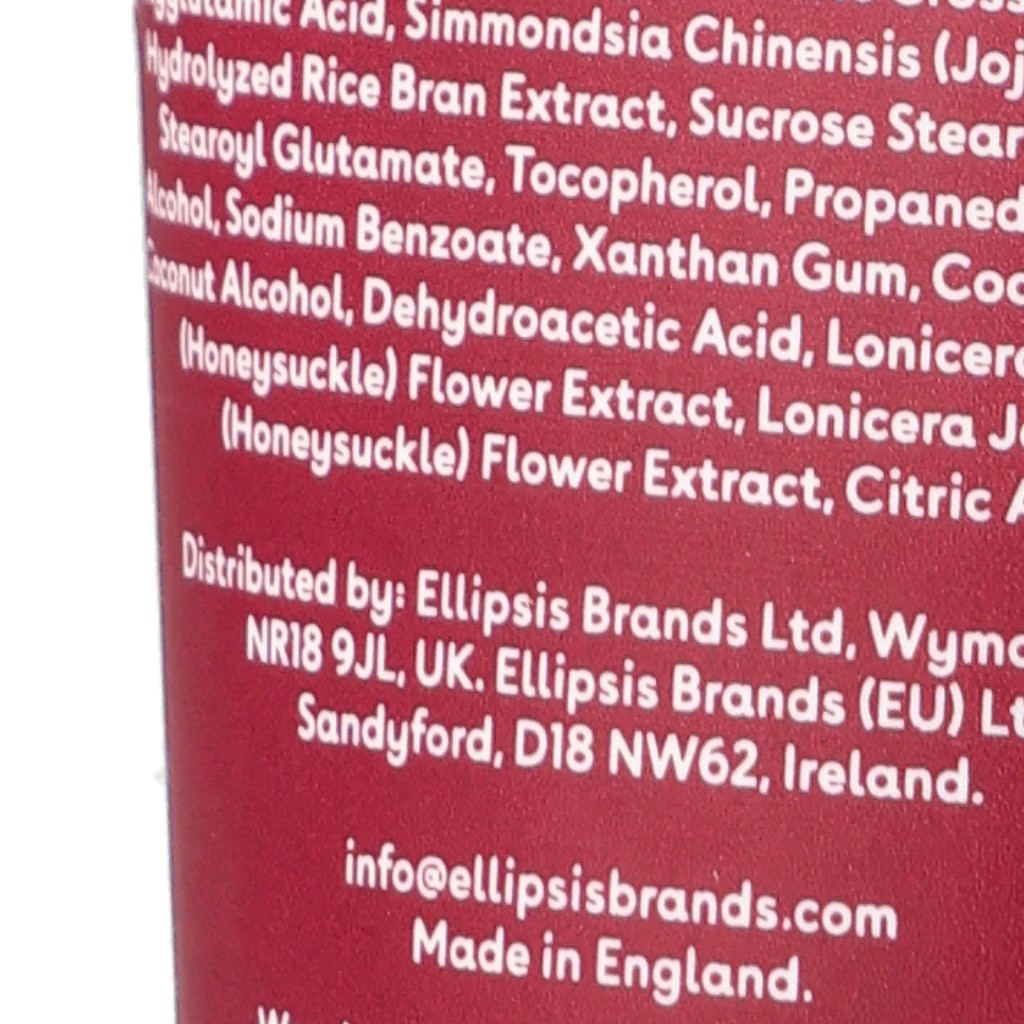 Acid, Simmondsia Chinensis (Joj
Hydrolyzed Rice Bran Extract, Sucrose Stear
Stearoyl Glutamate, Tocopherol, Propaned
Alcohol, Sodium Benzoate, Xanthan Gum, Coc
Coconut Alcohol, Dehydroacetic Acid, Lonicera
(Honeysuckle) Flower Extract, Lonicera J
(Honeysuckle) Flower Extract, Citric A
Distributed by: Ellipsis Brands Ltd, Wymo
NR18 9JL, UK. Ellipsis Brands (EU) Lt
Sandyford, D18 NW62, Ireland.
info@ellipsisbrands.com
Made in England.